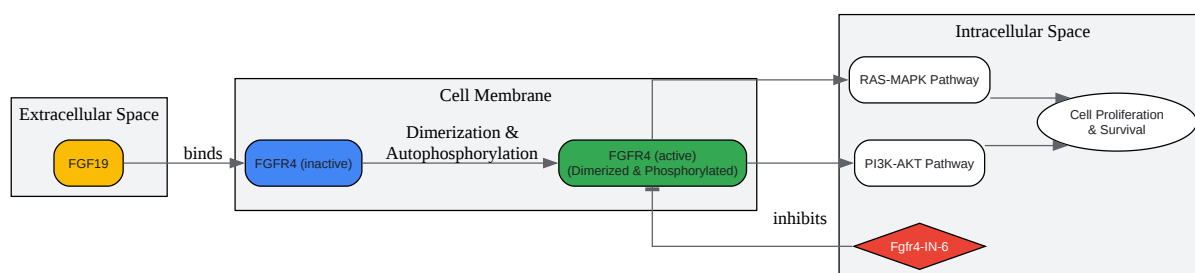 Extracellular Space
FGF19
binds
Cell Membrane
FGFR4 (inactive)
Dimerization &
Autophosphorylation
FGFR4 (active)
(Dimerized & Phosphorylated)
inhibits
Intracellular Space
RAS-MAPK Pathway
PI3K-AKT Pathway
Fgfr4-IN-6
Cell Proliferation
& Survival